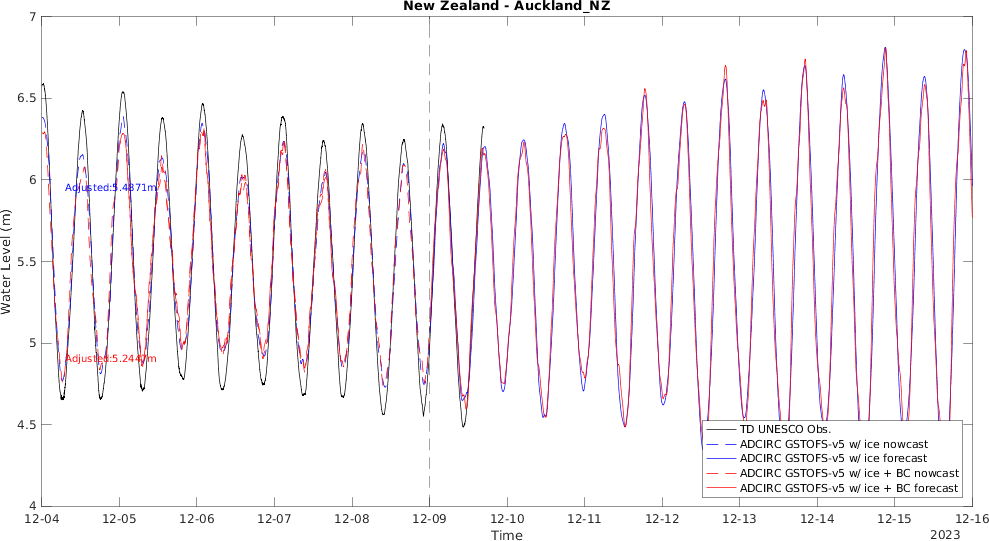 New Zealand - Auckland_NZ
7
6.5
6
5.5
5
4.5
4
Water Level (m)
Adjusted:5.4871m
Adjusted:5.2447m
TD UNESCO Obs.
ADCIRC GSTOFS-v5 w/ ice nowcast
ADCIRC GSTOFS-v5 w/ ice forecast
ADCIRC GSTOFS-v5 w/ ice + BC nowcast
ADCIRC GSTOFS-v5 w/ ice + BC forecast
12-04 12-05 12-06 12-07 12-08 12-09 12-10 12-11 12-12 12-13 12-14 12-15 12-16
Time
2023